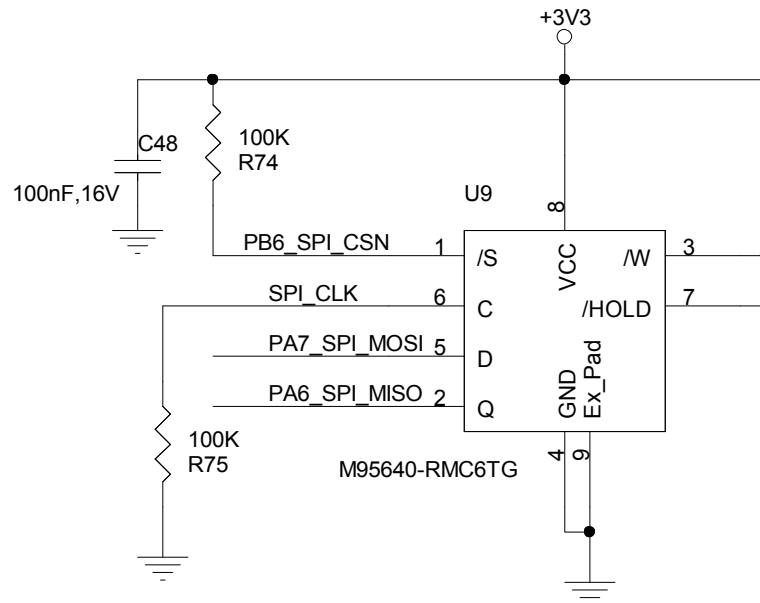 +3V3
C48
100nF,16V
100K
R74
U9
8
PB6_SPI_CSN
1
/S
VCC
/W
3
SPI_CLK
6
C
/HOLD
7
PA7_SPI_MOSI
5
D
PA6_SPI_MISO
2
Q
GND
Ex_Pad
100K
R75
M95640-RMC6TG
4
9